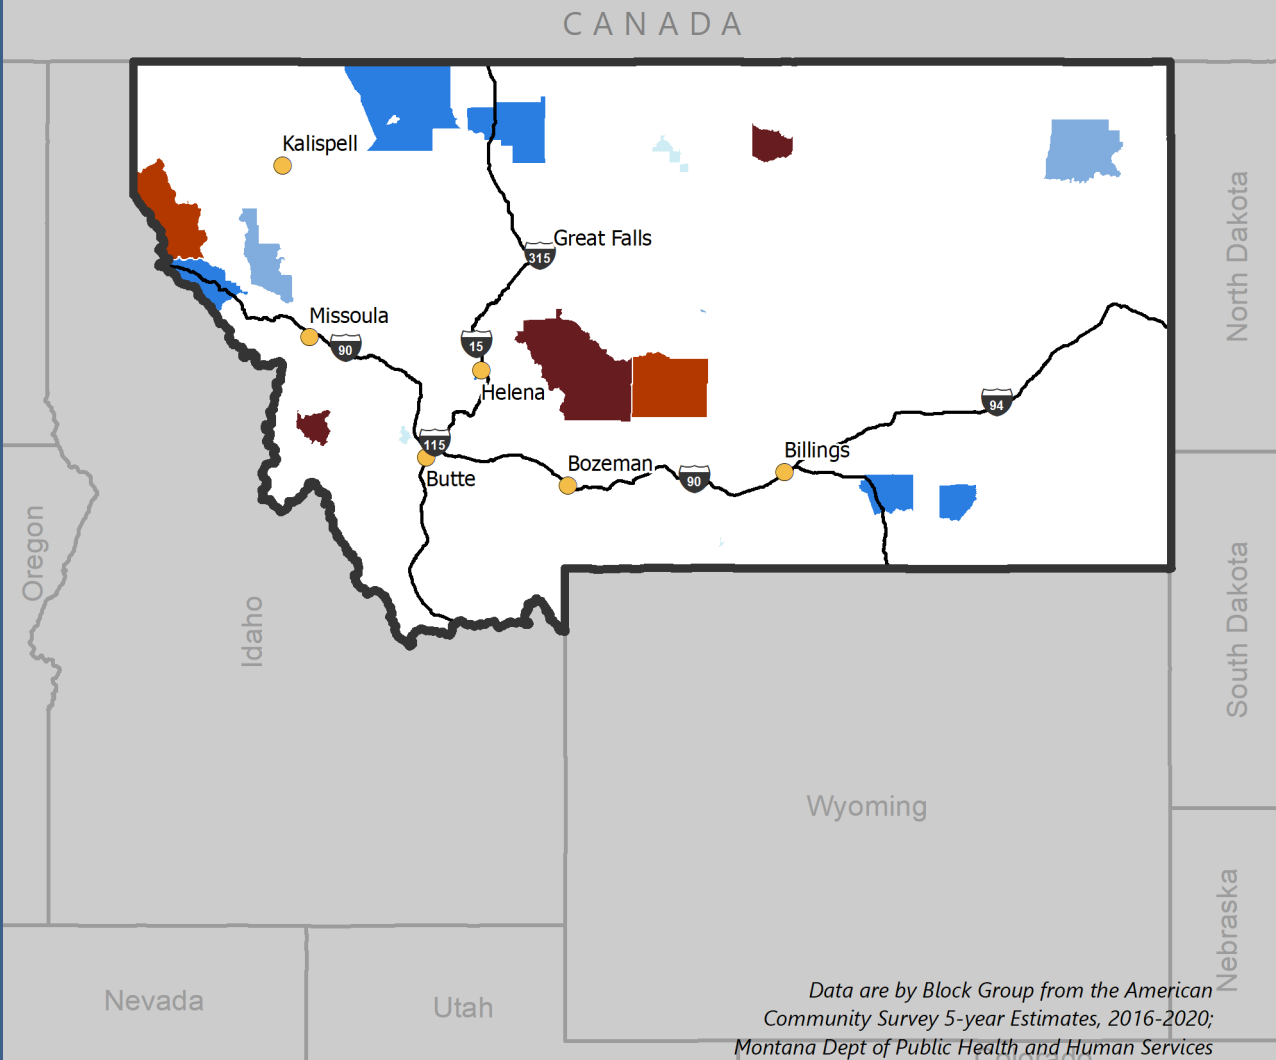 CANADA
Kalispell
North Dakota
Great Falls
315
Missoula
90
15
Helena
94
115
Butte
Bozeman
90
Billings
Oregon
Idaho
South Dakota
Wyoming
Nebraska
Nevada
Utah
Colorado
Data are by Block Group from the American
Community Survey 5-year Estimates, 2016-2020;
Montana Dept of Public Health and Human Services